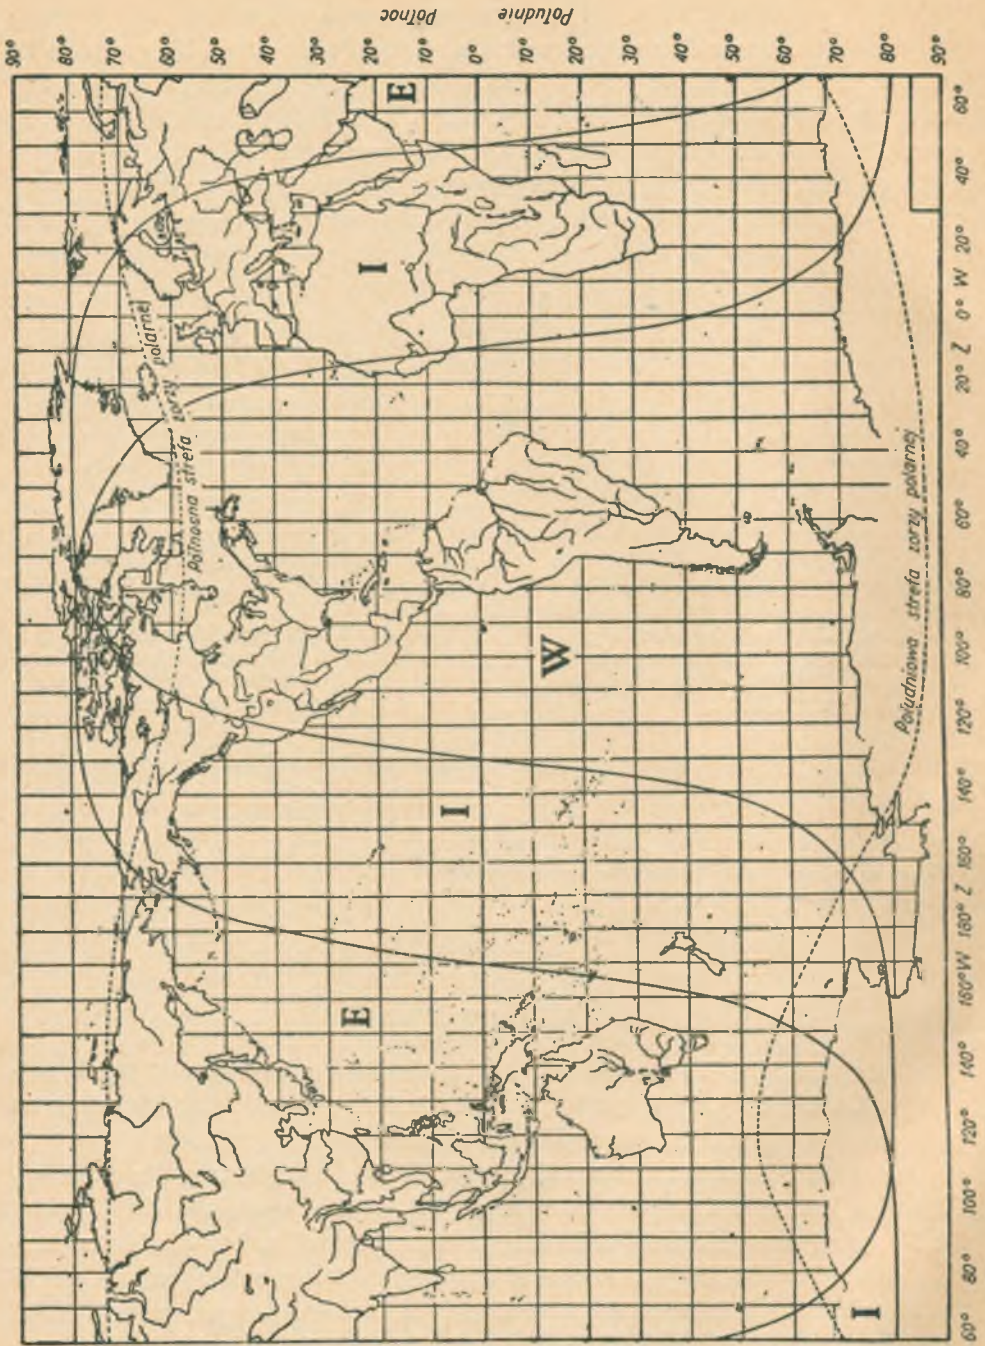 północ
Południe
90° 80° 70° 60° 50° 40° 30° 20° 10° 0° 10° 20° 30° 40° 50° 60° 70° 80° 90°
E
I
Połnosna strefa zorzy polarnej
W
I
E
Południowa strefa zorzy polarnej
I
60° 80° 100° 120° 140° 160°W 180° Z 160° 140° 120° 100° 80° 60° 40° 20° Z 0° W 20° 40° 60°